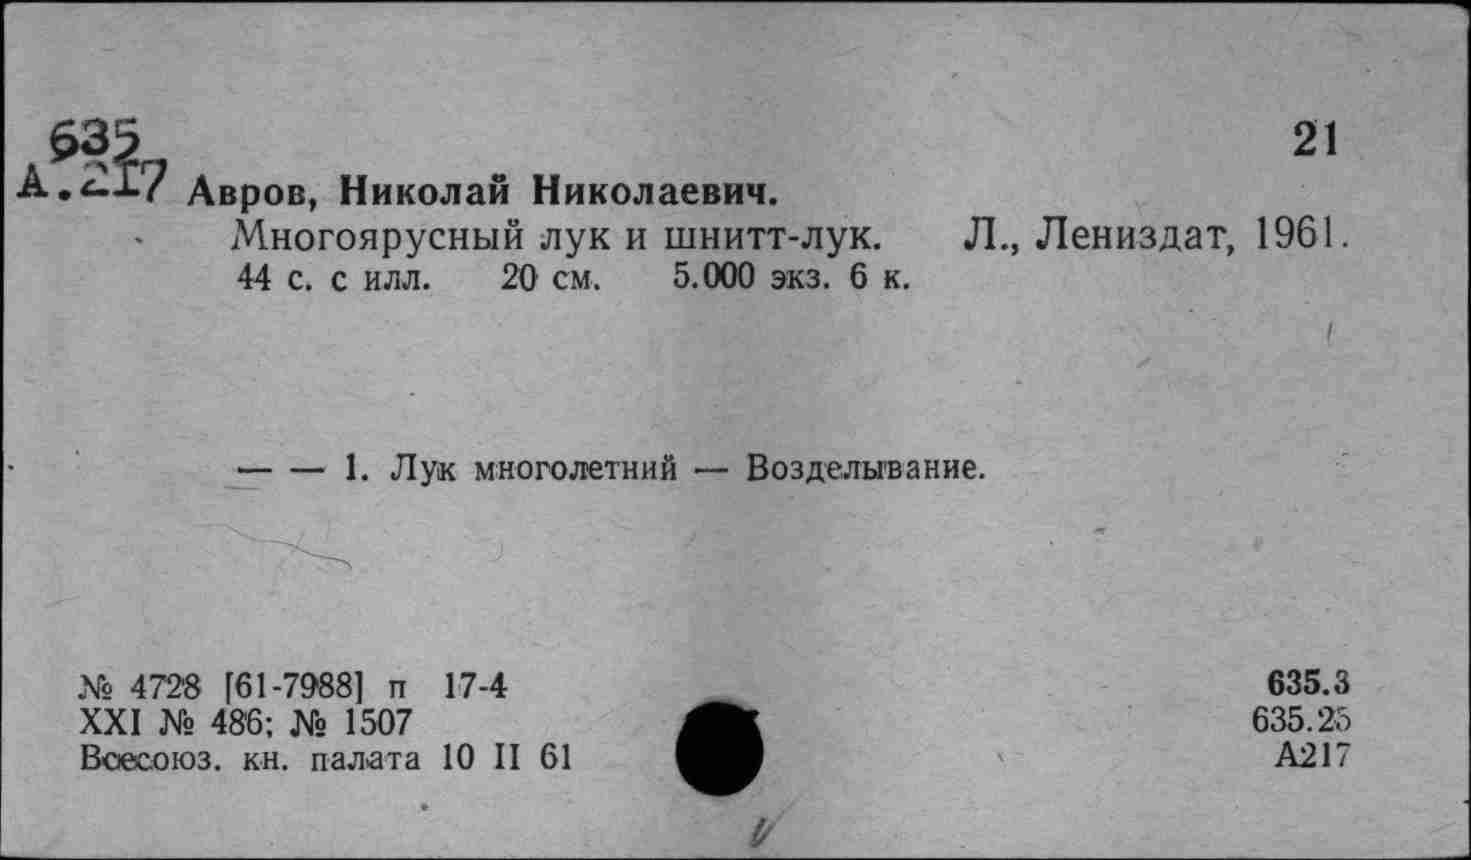 635 21
А.217 Авров, Николай Николаевич.
Многоярусный лук и шнитт-лук. Л., Лениздат, 1961.
44 с. с илл. 20 см. 5.000 экз. 6 к.
— — 1. Лук многолетний — Возделывание.
№ 4728 [61-7988] п 17-4 635.3
XXI № 486; № 1507 635.25
Всесоюз. кн. палата 10 II 61 А217